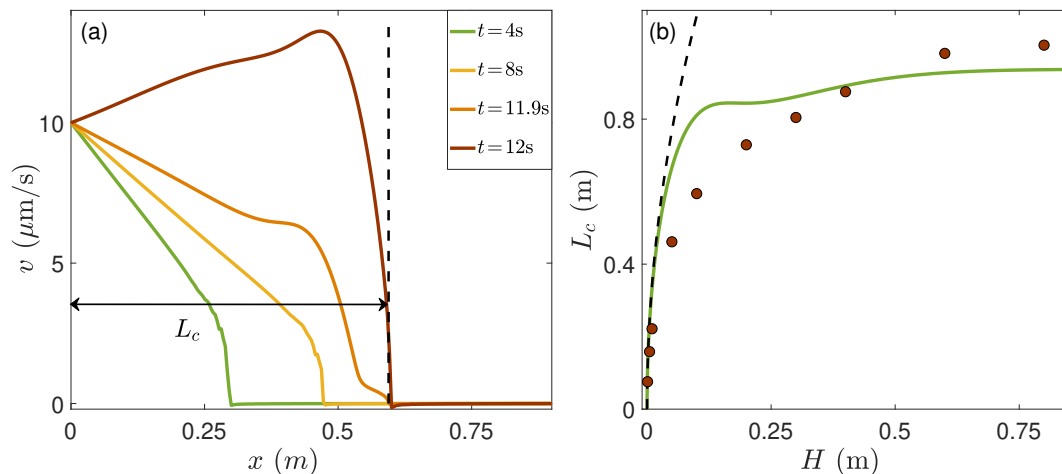 (a)
t = 4s
t = 8s
t = 11.9s
t = 12s
10
5
0
v (μm/s)
L_c
0 0.25 0.5 0.75
x (m)
(b)
0.8
0.4
0
L_c (m)
0 0.25 0.50 0.75
H (m)